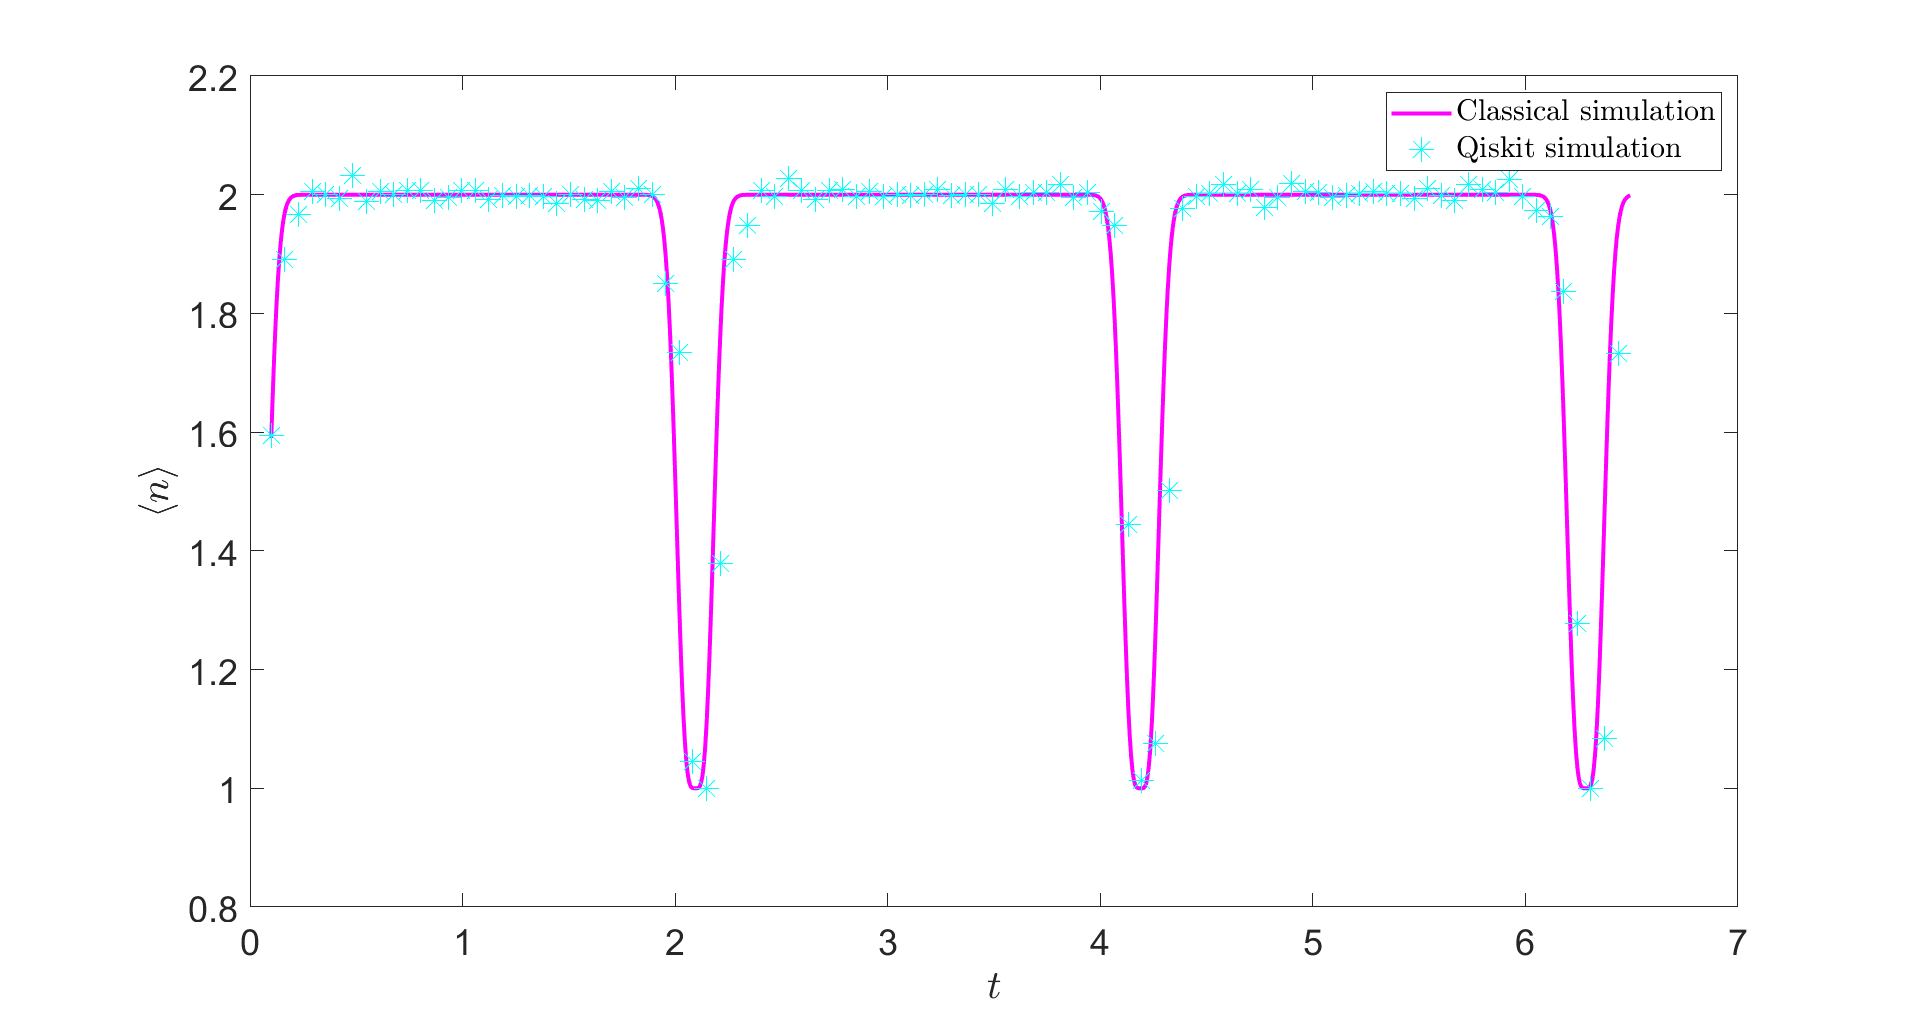 2.2
2
1.8
1.6
1.4
1.2
1
0.8
0 1 2 3 4 5 6 7
⟨n⟩
t
Classical simulation
Qiskit simulation